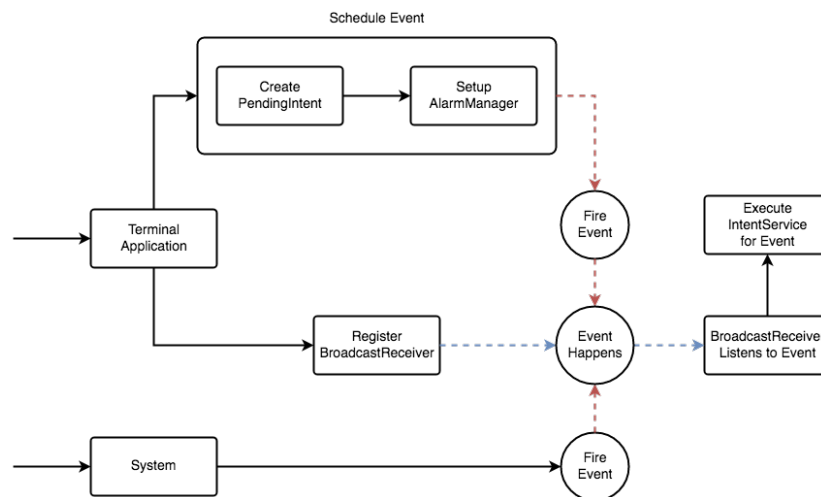 Schedule Event
Create
PendingIntent
Setup
AlarmManager
Fire
Event
Execute
IntentService
for Event
Terminal
Application
Register
BroadcastReceiver
Event
Happens
BroadcastReceive
Listens to Event
System
Fire
Event